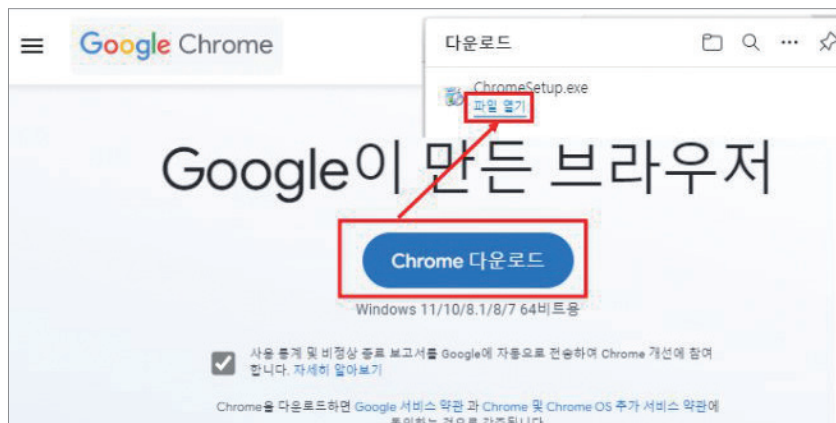 Google Chrome
다운로드
ChromeSetup.exe
파일 열기
Google이 만든 브라우저
Chrome 다운로드
Windows 11/10/8.1/8/7 64비트용
사용 통계 및 비정상 종료 보고서를 Google에 자동으로 전송하여 Chrome 개선에 참여
합니다. 자세히 알아보기
Chrome을 다운로드하면 Google 서비스 약관 과 Chrome 및 Chrome OS 추가 서비스 약관에